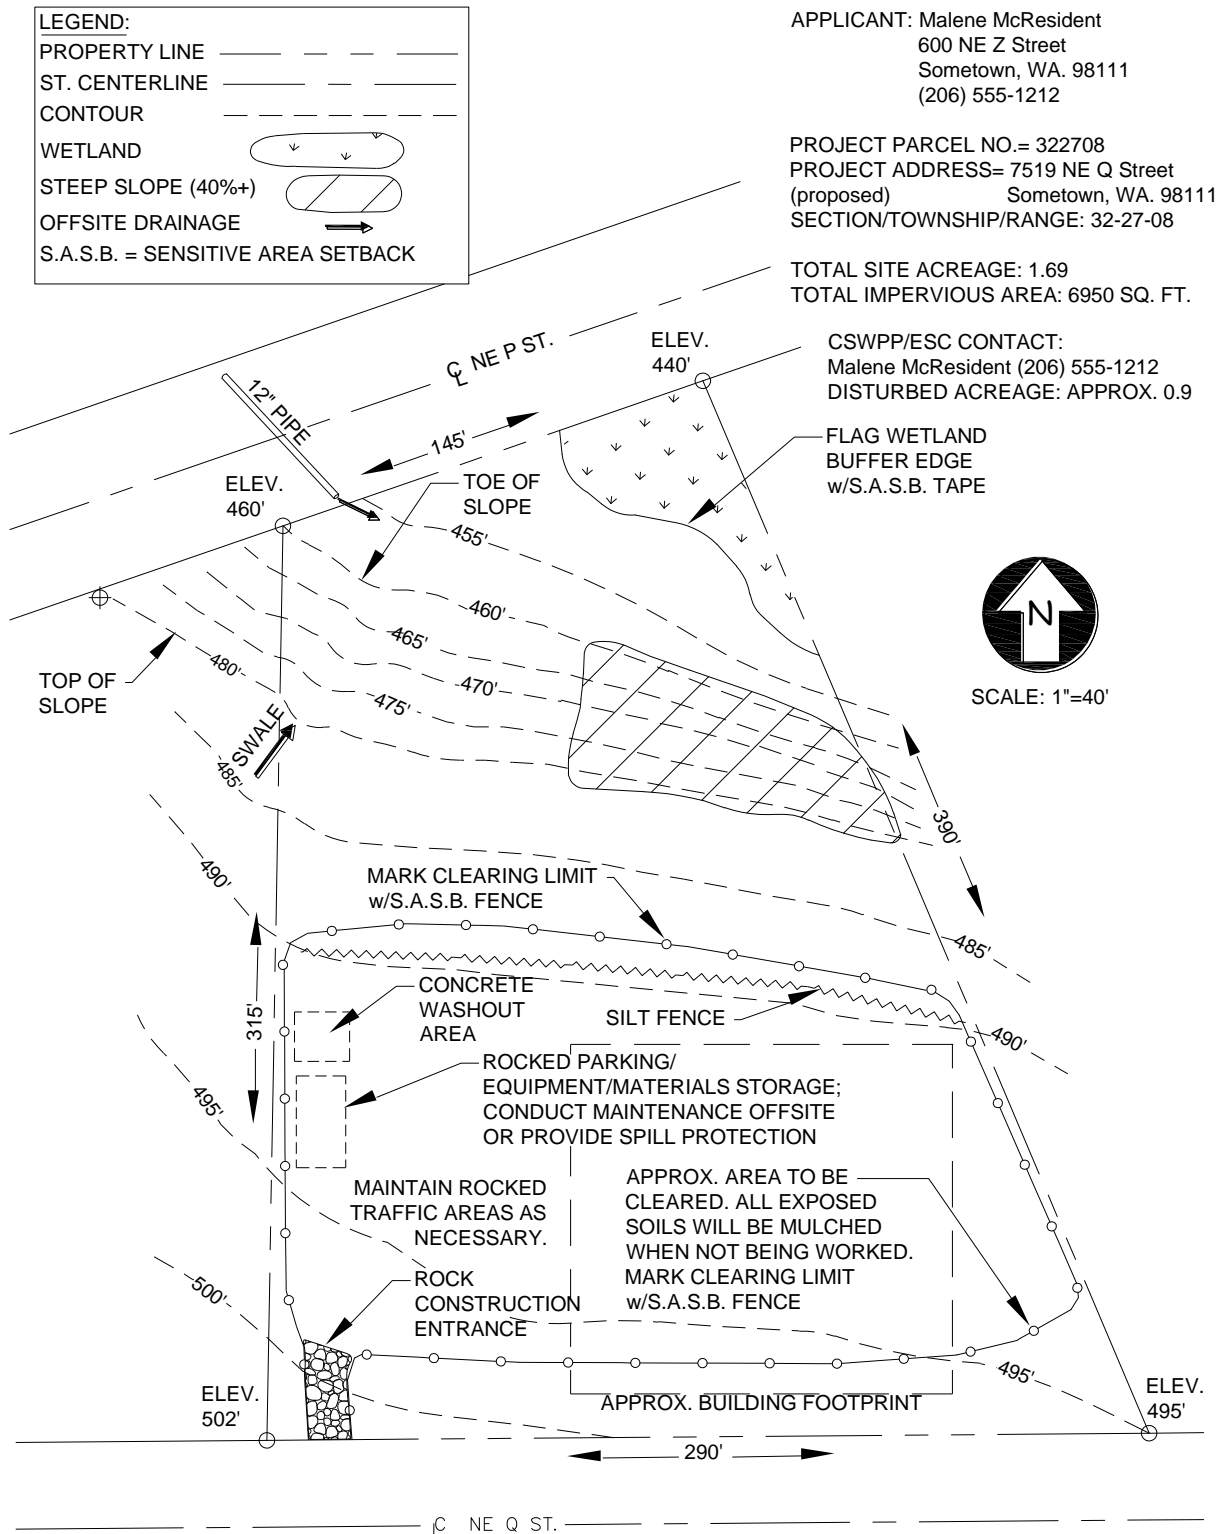 LEGEND:
PROPERTY LINE
ST. CENTERLINE
CONTOUR
WETLAND
STEEP SLOPE (40%+)
OFFSITE DRAINAGE
S.A.S.B. = SENSITIVE AREA SETBACK
APPLICANT: Malene McResident
600 NE Z Street
Sometown, WA. 98111
(206) 555-1212
PROJECT PARCEL NO.= 322708
PROJECT ADDRESS= 7519 NE Q Street
(proposed) Sometown, WA. 98111
SECTION/TOWNSHIP/RANGE: 32-27-08
TOTAL SITE ACREAGE: 1.69
TOTAL IMPERVIOUS AREA: 6950 SQ. FT.
CSWPP/ESC CONTACT:
Malene McResident (206) 555-1212
DISTURBED ACREAGE: APPROX. 0.9
ELEV.
440'
CL NE P ST.
12" PIPE
145'
FLAG WETLAND
BUFFER EDGE
w/S.A.S.B. TAPE
ELEV.
460'
TOE OF
SLOPE
455'
460'
465'
470'
475'
480'
TOP OF
SLOPE
SWALE
485'
N
SCALE: 1"=40'
390'
490'
MARK CLEARING LIMIT
w/S.A.S.B. FENCE
485'
315'
CONCRETE
WASHOUT
AREA
SILT FENCE
490'
ROCKED PARKING/
EQUIPMENT/MATERIALS STORAGE;
CONDUCT MAINTENANCE OFFSITE
OR PROVIDE SPILL PROTECTION
495'
MAINTAIN ROCKED
TRAFFIC AREAS AS
NECESSARY.
APPROX. AREA TO BE
CLEARED. ALL EXPOSED
SOILS WILL BE MULCHED
WHEN NOT BEING WORKED.
MARK CLEARING LIMIT
w/S.A.S.B. FENCE
500'
ROCK
CONSTRUCTION
ENTRANCE
495'
ELEV.
502'
APPROX. BUILDING FOOTPRINT
ELEV.
495'
290'
CL NE Q ST.